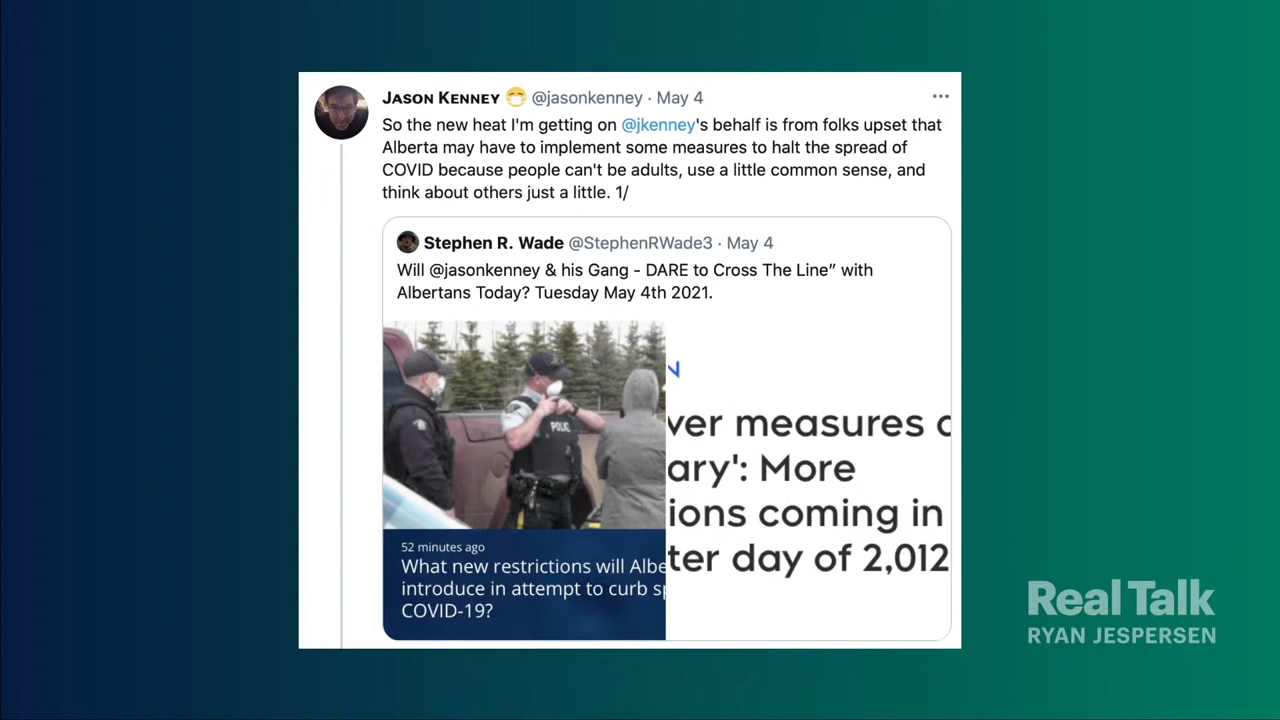 Jason Kenney 😷 @jasonkenney · May 4
So the new heat I'm getting on @jkenney's behalf is from folks upset that
Alberta may have to implement some measures to halt the spread of
COVID because people can't be adults, use a little common sense, and
think about others just a little. 1/
Stephen R. Wade @StephenRWade3 · May 4
Will @jasonkenney & his Gang - DARE to Cross The Line” with
Albertans Today? Tuesday May 4th 2021.
POLIC
52 minutes ago
What new restrictions will Albe
introduce in attempt to curb sp
COVID-19?
ver measures
ary': More
ions coming in
ter day of 2,012
Real Talk
RYAN JESPERSEN